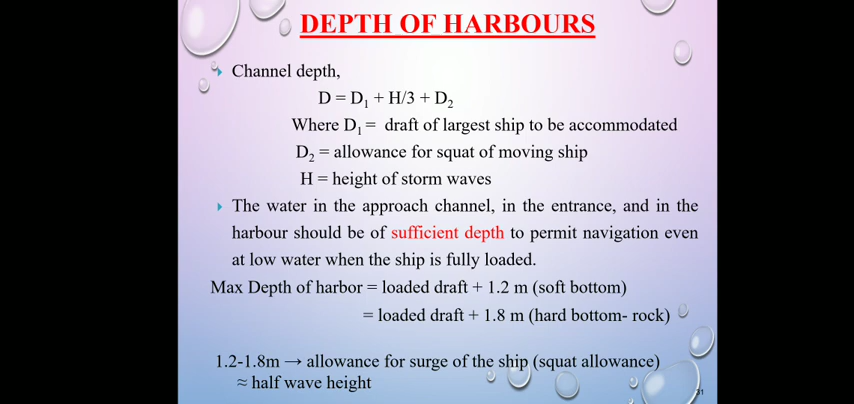 DEPTH OF HARBOURS
Channel depth,
D = D₁ + H/3 + D₂
Where D₁ = draft of largest ship to be accommodated
D₂ = allowance for squat of moving ship
H = height of storm waves
The water in the approach channel, in the entrance, and in the
harbour should be of sufficient depth to permit navigation even
at low water when the ship is fully loaded.
Max Depth of harbor = loaded draft + 1.2 m (soft bottom)
= loaded draft + 1.8 m (hard bottom- rock)
1.2-1.8m → allowance for surge of the ship (squat allowance)
≈ half wave height
31